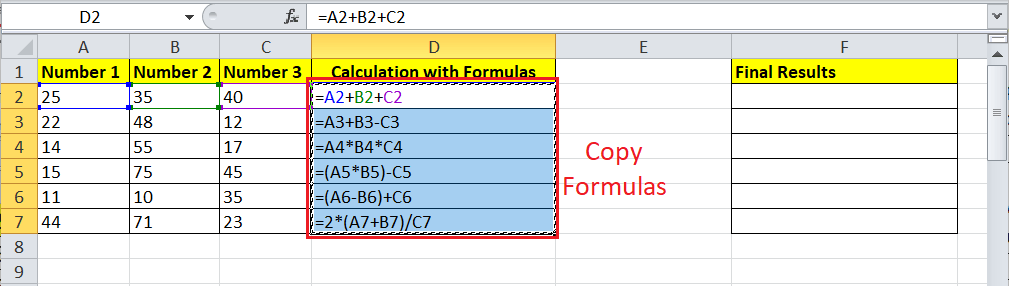 D2 fx =A2+B2+C2
A B C D E F
1 Number 1 Number 2 Number 3 Calculation with Formulas Final Results
2 25 35 40 =A2+B2+C2
3 22 48 12 =A3+B3-C3
4 14 55 17 =A4*B4*C4
5 15 75 45 =(A5*B5)-C5
6 11 10 35 =(A6-B6)+C6
7 44 71 23 =2*(A7+B7)/C7
8
9
Copy
Formulas